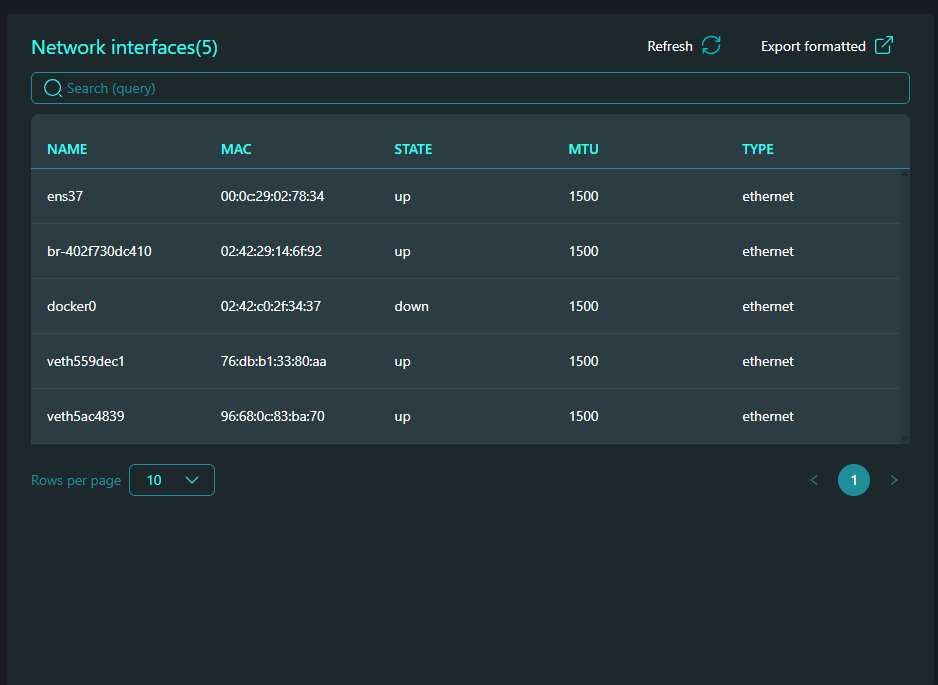 Network interfaces(5)
Refresh
Export formatted
Search (query)
NAME MAC STATE MTU TYPE
ens37 00:0c:29:02:78:34 up 1500 ethernet
br-402f730dc410 02:42:29:14:6f:92 up 1500 ethernet
docker0 02:42:c0:2f:34:37 down 1500 ethernet
veth559dec1 76:db:b1:33:80:aa up 1500 ethernet
veth5ac4839 96:68:0c:83:ba:70 up 1500 ethernet
Rows per page 10 < 1 >